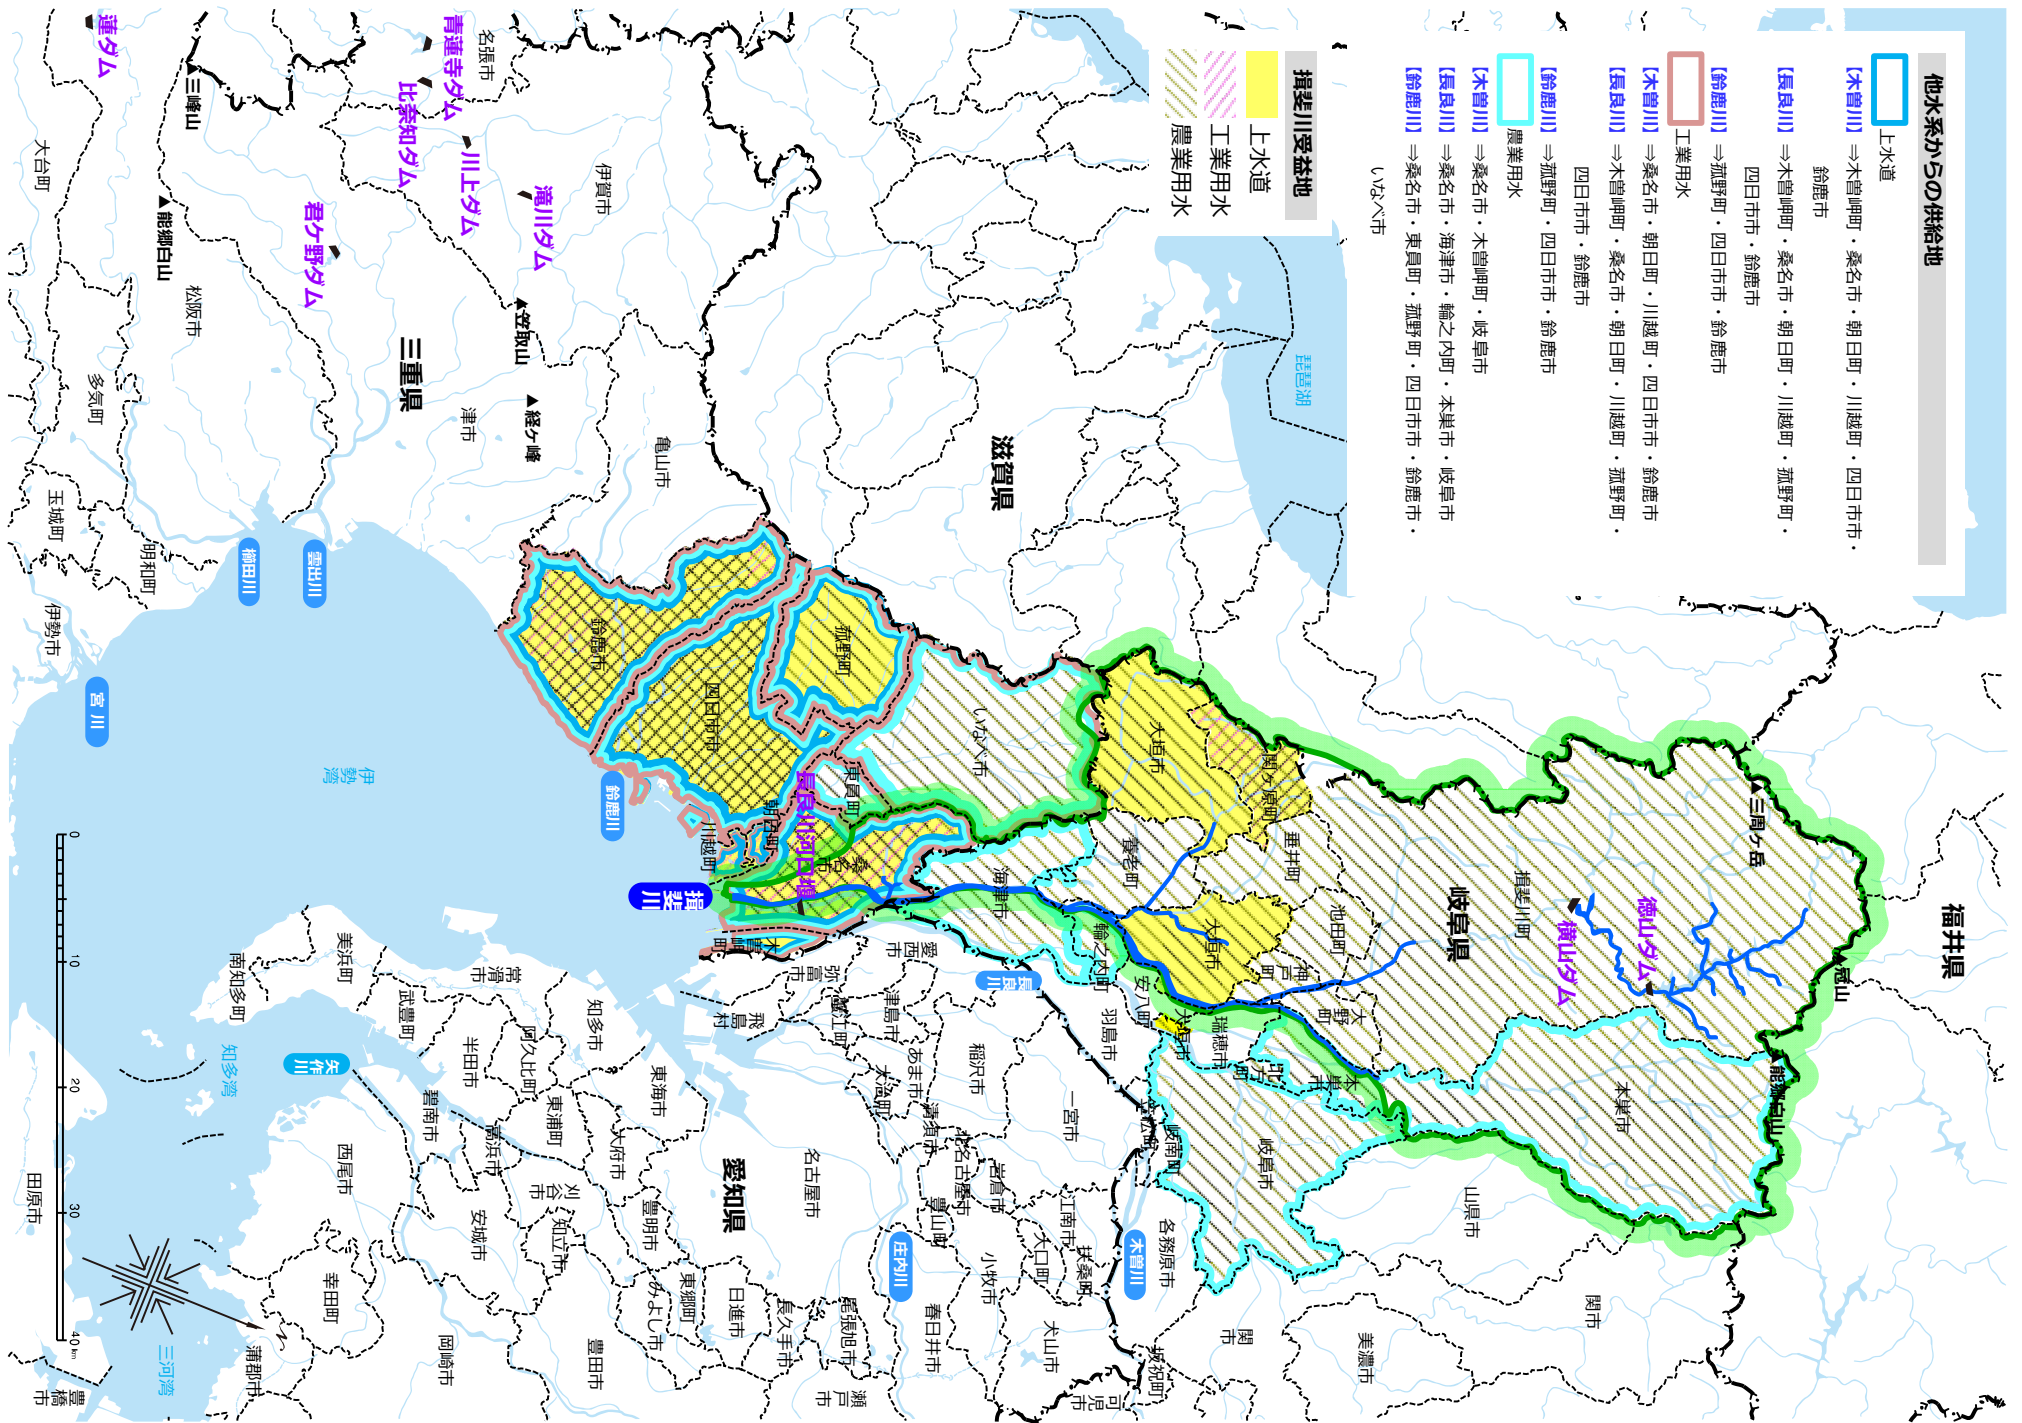 他水系からの供給地
上水道
【木曽川】⇒木曽岬町・桑名市・朝日町・川越町・四日市市・
鈴鹿市
【長良川】⇒木曽岬町・桑名市・朝日町・川越町・菰野町・
四日市市・鈴鹿市
【鈴鹿川】⇒菰野町・四日市市・鈴鹿市
工業用水
【木曽川】⇒桑名市・朝日町・川越町・四日市市・鈴鹿市
【長良川】⇒木曽岬町・桑名市・朝日町・川越町・菰野町・
四日市市・鈴鹿市
【鈴鹿川】⇒菰野町・四日市市・鈴鹿市
農業用水
【木曽川】⇒桑名市・木曽岬町・岐阜市
【長良川】⇒桑名市・海津市・輪之内町・本巣市・岐阜市
【鈴鹿川】⇒桑名市・東員町・菰野町・四日市市・鈴鹿市・
いなべ市
揖斐川受益地
上水道
工業用水
農業用水
福井県
冠山
三周ヶ岳
能郷白山
徳山ダム
横山ダム
揖斐川町
岐阜県
本巣市
山県市
関市
美濃市
関市
池田町
神戸町
大野町
本巣市
北方町
瑞穂市
岐阜市
垂井町
関ケ原町
大垣市
大垣市
大垣市
養老町
輪之内町
安八町
羽島市
笠松町
岐南町
各務原市
坂祝町
可児市
木曽川
海津市
長良川
琵琶湖
滋賀県
いなべ市
東員町
菰野町
四日市市
鈴鹿市
朝日町
川越町
桑名市
長良川河口堰
木曽岬町
揖斐川
鈴鹿川
亀山市
愛西市
弥富市
津島市
蟹江町
飛島村
あま市
大治町
稲沢市
一宮市
清須市
北名古屋市
岩倉市
豊山町
江南市
大口町
扶桑町
小牧市
犬山市
春日井市
庄内川
名古屋市
愛知県
尾張旭市
瀬戸市
長久手市
日進市
東郷町
みよし市
豊明市
豊田市
東海市
大府市
知多市
東浦町
阿久比町
常滑市
半田市
武豊町
美浜町
南知多町
刈谷市
知立市
高浜市
安城市
碧南市
西尾市
岡崎市
幸田町
蒲郡市
豊橋市
田原市
矢作川
知多湾
三河湾
伊勢湾
伊賀市
名張市
滝川ダム
川上ダム
青蓮寺ダム
比奈知ダム
君ケ野ダム
蓮ダム
笠取山
経ケ峰
津市
三重県
三峰山
能郷白山
松阪市
大台町
多気町
玉城町
明和町
伊勢市
雲出川
櫛田川
宮川
0
10
20
30
40 km
N